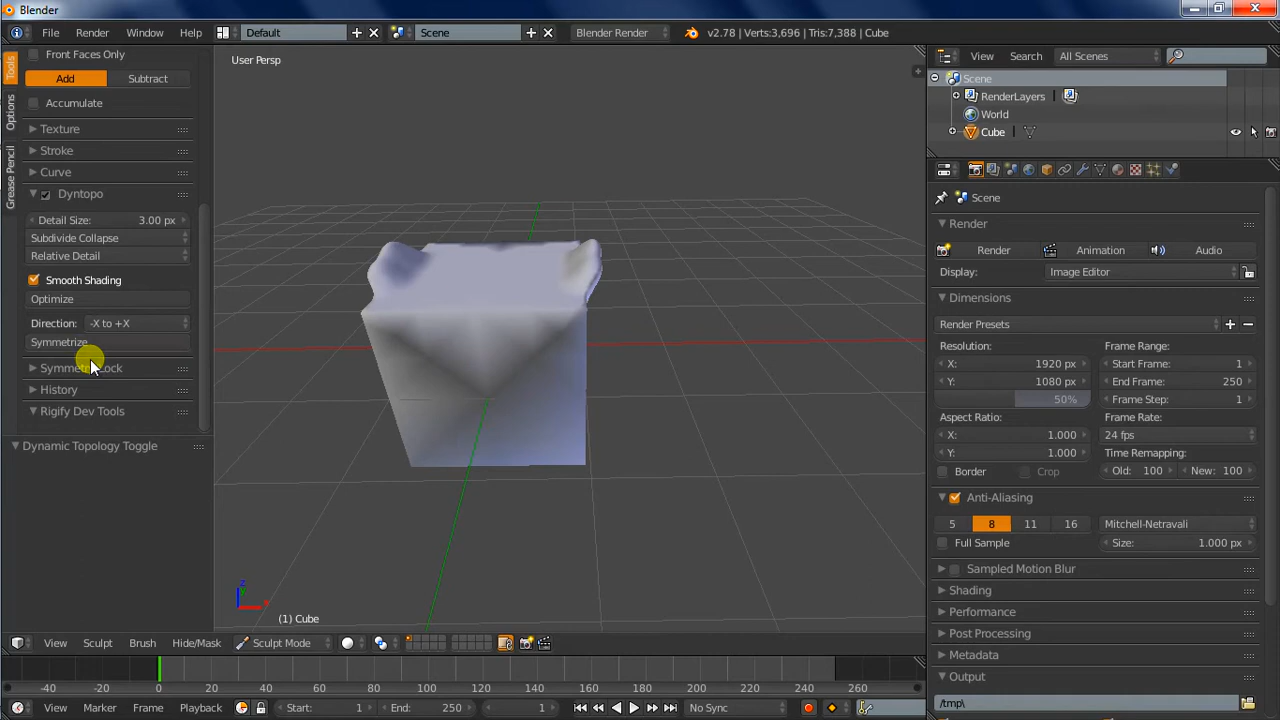 Blender
File Render Window Help Default Scene Blender Render v2.78 | Verts:3,696 | Tris:7,388 | Cube
Tools
Options
Grease Pencil
Front Faces Only
Add Subtract
Accumulate
Texture
Stroke
Curve
Dyntopo
Detail Size: 3.00 px
Subdivide Collapse
Relative Detail
Smooth Shading
Optimize
Direction: -X to +X
Symmetrize
History
Rigify Dev Tools
Dynamic Topology Toggle
User Persp
(1) Cube
View Sculpt Brush Hide/Mask Sculpt Mode
View Search All Scenes
Scene
RenderLayers
World
Cube
Scene
Render
Render Animation Audio
Display: Image Editor
Dimensions
Render Presets
Resolution: Frame Range:
X: 1920 px Start Frame: 1
Y: 1080 px End Frame: 250
50% Frame Step: 1
Aspect Ratio: Frame Rate:
X: 1.000 24 fps
Y: 1.000 Time Remapping:
Border Crop Old: 100 New: 100
Anti-Aliasing
5 8 11 16 Mitchell-Netravali
Full Sample Size: 1.000 px
Sampled Motion Blur
Shading
Performance
Post Processing
Metadata
Output
/tmp\
-40 -20 0 20 40 60 80 100 120 140 160 180 200 220 240 260
View Marker Frame Playback Start: 1 End: 250 1 No Sync